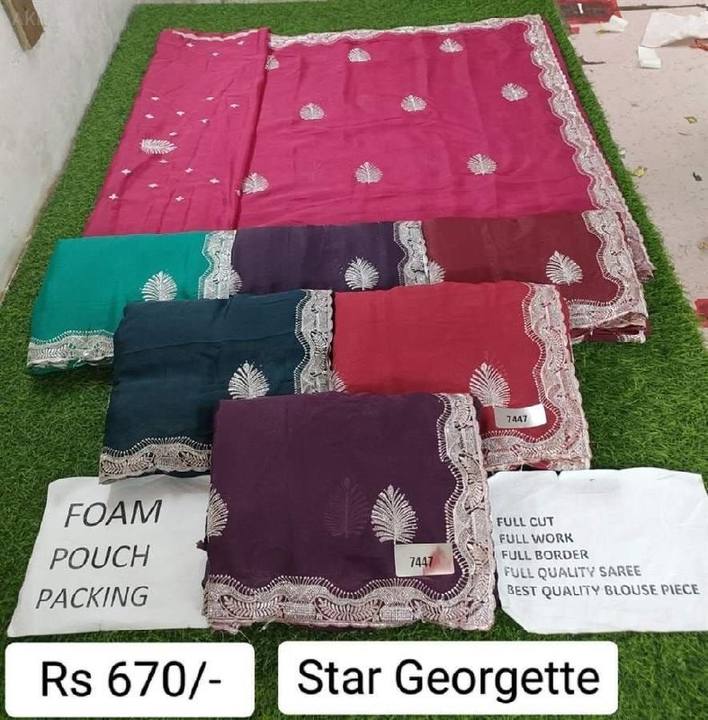 7447
7447
FOAM
POUCH
PACKING
FULL CUT
FULL WORK
FULL BORDER
FULL QUALITY SAREE
BEST QUALITY BLOUSE PIECE
Rs 670/-
Star Georgette